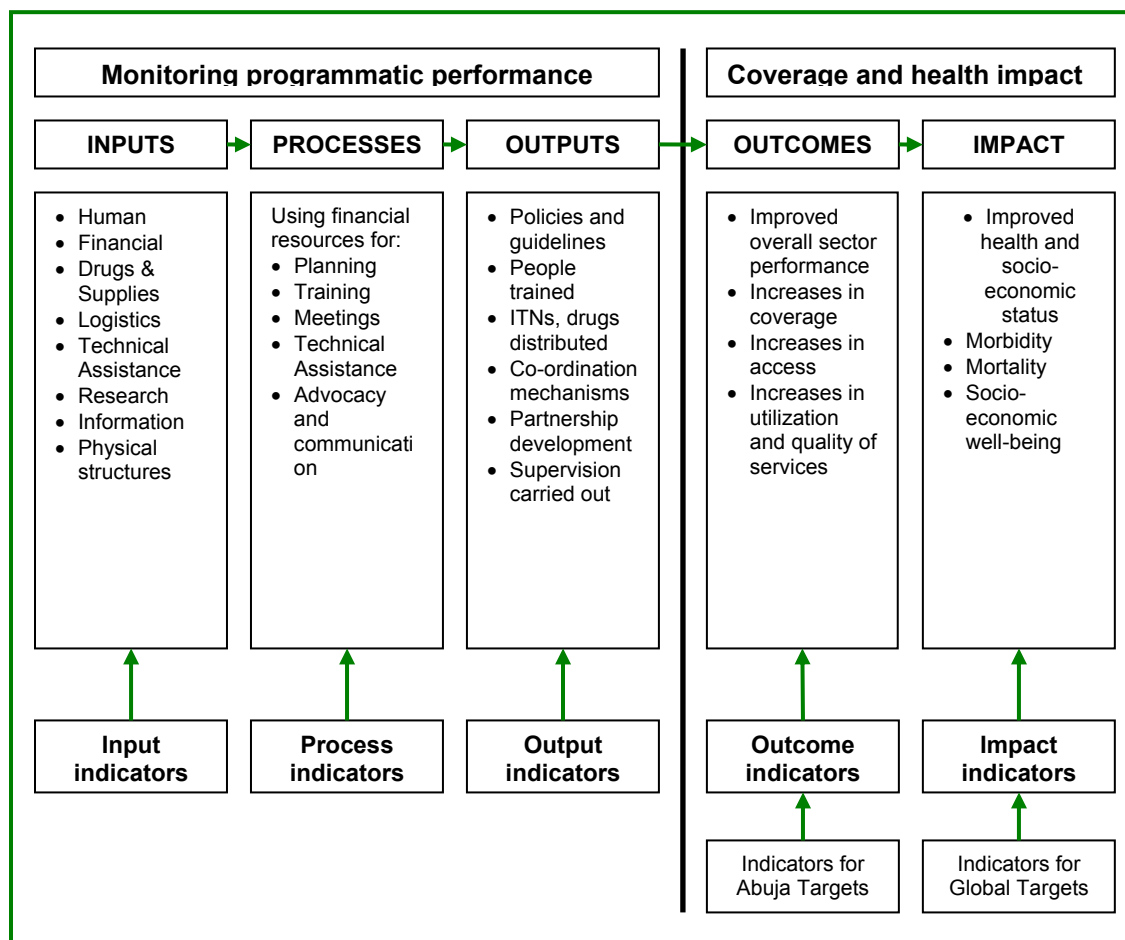 Monitoring programmatic performance
Coverage and health impact
INPUTS
PROCESSES
OUTPUTS
OUTCOMES
IMPACT
• Human
• Financial
• Drugs &
Supplies
• Logistics
• Technical
Assistance
• Research
• Information
• Physical
structures
Using financial
resources for:
• Planning
• Training
• Meetings
• Technical
Assistance
• Advocacy
and
communicati
on
• Policies and
guidelines
• People
trained
• ITNs, drugs
distributed
• Co-ordination
mechanisms
• Partnership
development
• Supervision
carried out
• Improved
overall sector
performance
• Increases in
coverage
• Increases in
access
• Increases in
utilization
and quality of
services
• Improved
health and
socio-
economic
status
• Morbidity
• Mortality
• Socio-
economic
well-being
Input
indicators
Process
indicators
Output
indicators
Outcome
indicators
Impact
indicators
Indicators for
Abuja Targets
Indicators for
Global Targets